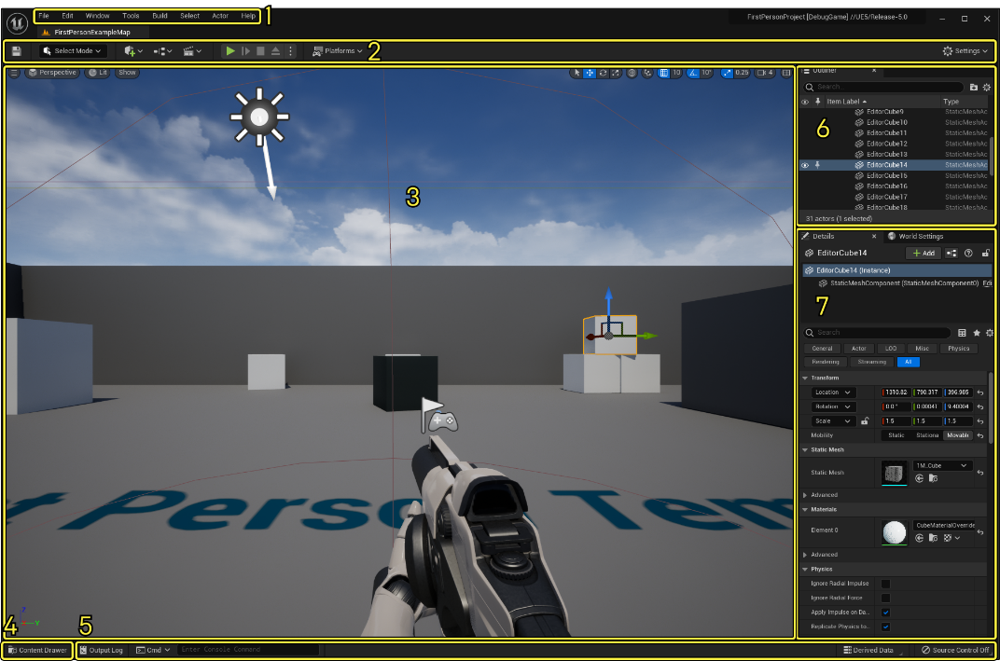 File Edit Window Tools Build Select Actor Help 1
FirstPersonProject [DebugGame] //UE5/Release-5.0
FirstPersonExampleMap
Select Mode Platforms 2 Settings
Perspective Lit Show 10 10° 0.25 4
3
Outliner
Search...
Item Label Type
EditorCube9 StaticMeshAc
EditorCube10 StaticMeshAc
EditorCube11 StaticMeshAc
EditorCube12 StaticMeshAc
EditorCube13 StaticMeshAc
EditorCube14 StaticMeshAc
EditorCube15 StaticMeshAc
EditorCube16 StaticMeshAc
EditorCube17 StaticMeshAc
EditorCube18 StaticMeshAc
6
31 actors (1 selected)
Details World Settings
EditorCube14 + Add
EditorCube14 (Instance)
StaticMeshComponent (StaticMeshComponent0) Edi
7
Search
General Actor LOD Misc Physics
Rendering Streaming All
Transform
Location 1310.82 790.317 396.985
Rotation 0.0° 0.00041 9.40004
Scale 1.5 1.5 1.5
Mobility Static Stationa Movabl
Static Mesh
Static Mesh 1M_Cube
Advanced
Materials
Element 0 CubeMaterialOverride
Advanced
Physics
Ignore Radial Impulse
Ignore Radial Force
Apply Impulse on Da...
Replicate Physics to...
t Person Tem
Z
Y
4 5
Content Drawer Output Log Cmd Enter Console Command Derived Data Source Control Off